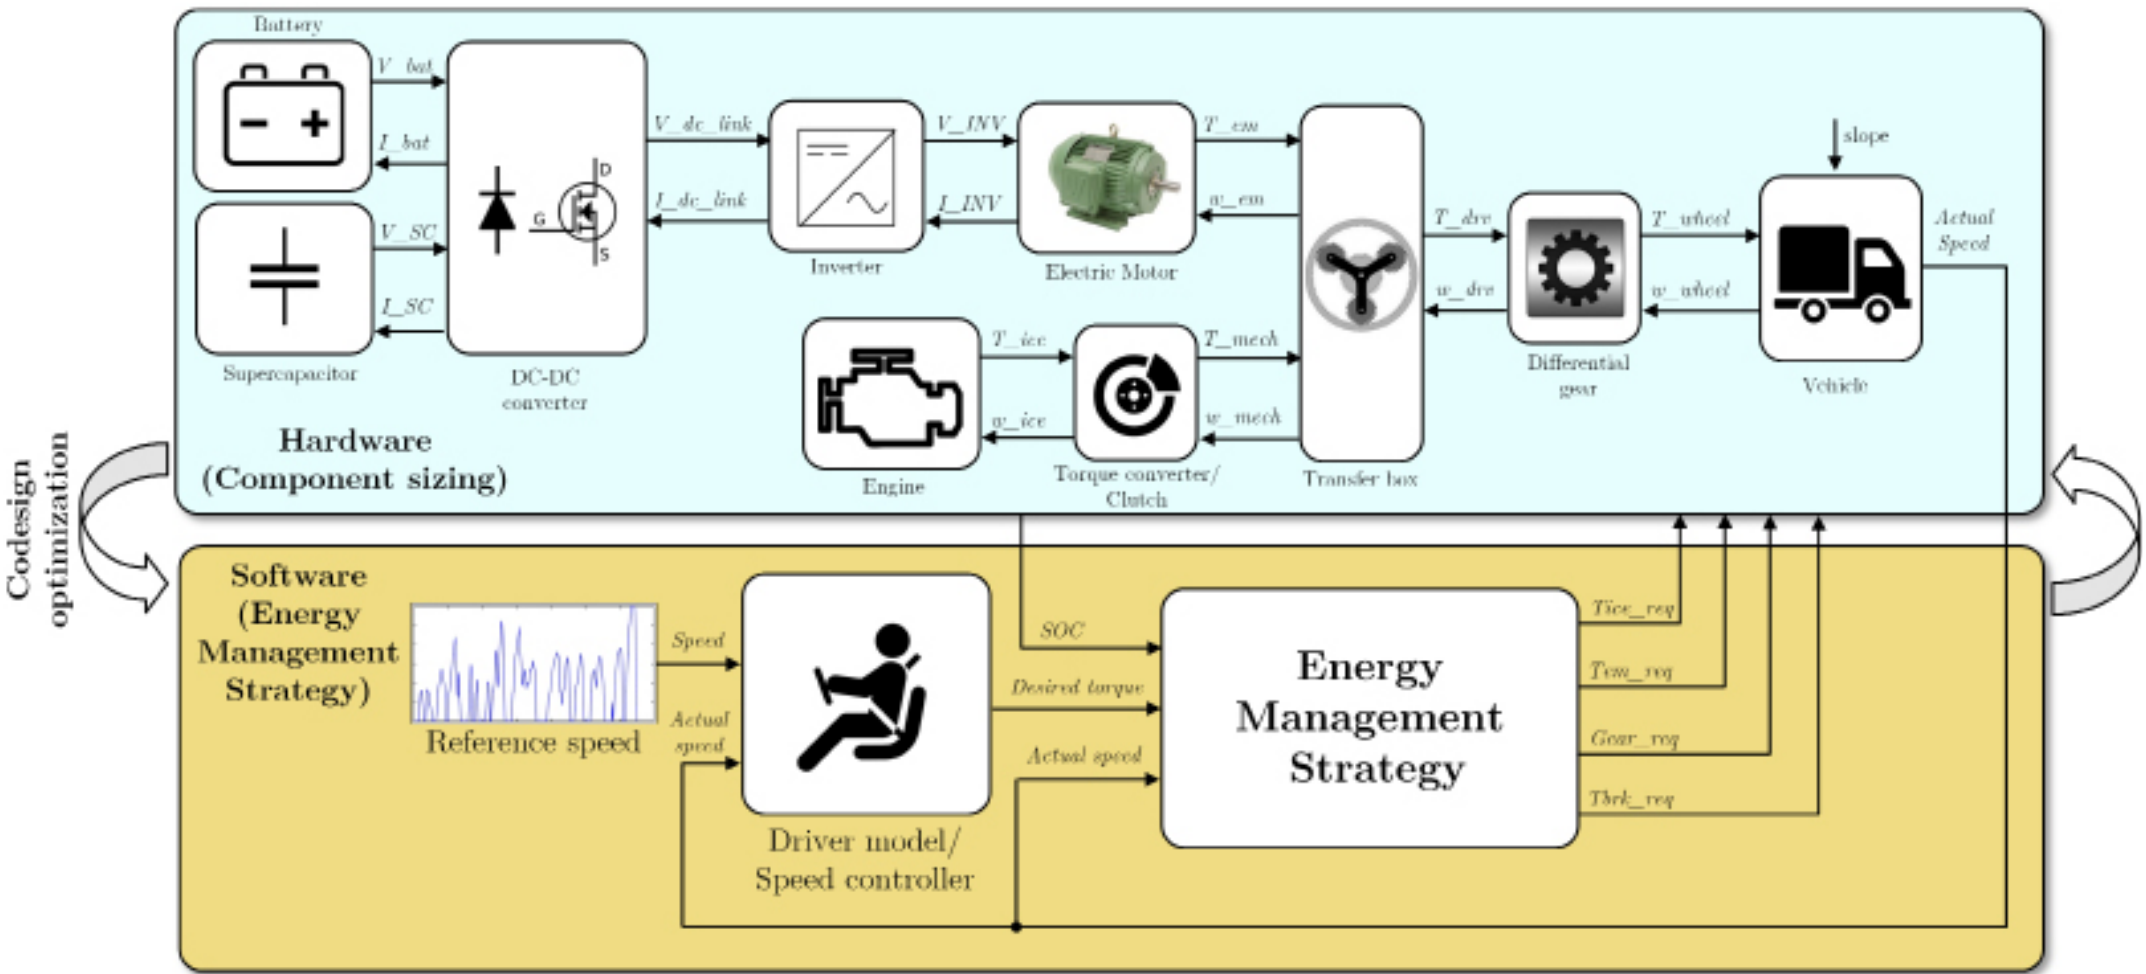 Battery
V_bat
I_bat
V_SC
I_SC
Supercapacitor
D
G
S
DC-DC
converter
V_dc_link
I_dc_link
Inverter
V_INV
I_INV
Electric Motor
T_em
w_em
Engine
T_ice
w_ice
Torque converter/
Clutch
T_mech
w_mech
Transfer box
T_drv
w_drv
Differential
gear
T_wheel
w_wheel
slope
Vehicle
Actual
Speed
Hardware
(Component sizing)
Codesign
optimization
Software
(Energy
Management
Strategy)
Reference speed
Speed
Actual
speed
Driver model/
Speed controller
SOC
Desired torque
Actual speed
Energy
Management
Strategy
Tice_req
Tem_req
Gear_req
Tbrk_req